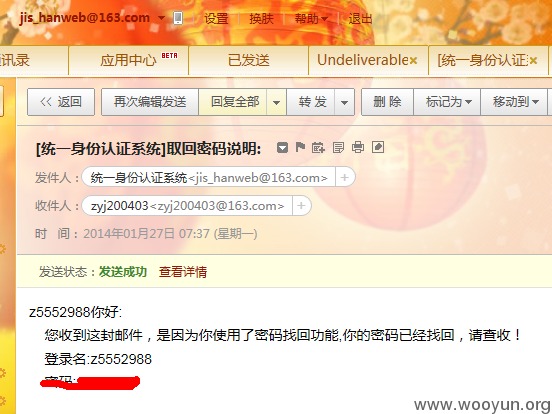 jis_hanweb@163.com 设置 换肤 帮助 退出
讯录 应用中心 BETA 已发送 Undeliverable× [统一身份认证×
<< 返回 再次编辑发送 回复全部 转 发 删 除 标记为 移动到
[统一身份认证系统]取回密码说明:
发件人: 统一身份认证系统<jis_hanweb@163.com> +
收件人: zyj200403<zyj200403@163.com> +
时 间: 2014年01月27日 07:37 (星期一)
发送状态: 发送成功 查看详情
z5552988你好:
您收到这封邮件，是因为你使用了密码找回功能,你的密码已经找回，请查收！
登录名:z5552988
密码:
www.wooyun.org